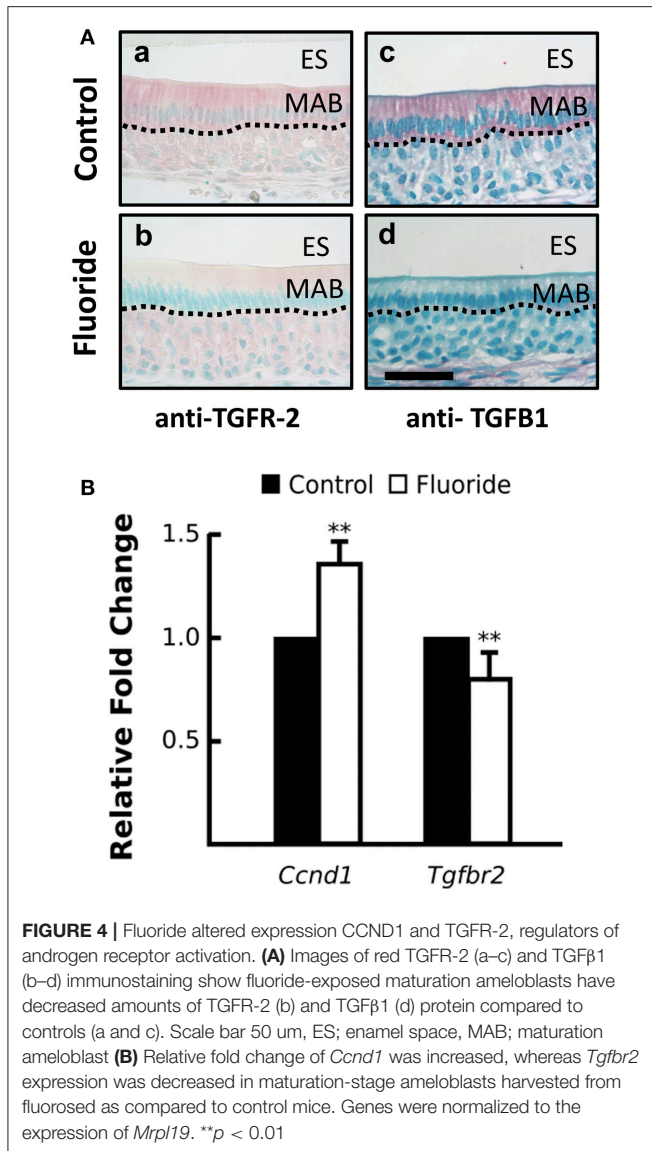 A
a
ES
MAB
c
ES
MAB
Control
b
ES
MAB
d
ES
MAB
Fluoride
anti-TGFR-2
anti- TGFB1
B
Control Fluoride
Relative Fold Change
1.5
1.0
0.5
**
**
Ccnd1
Tgfbr2
FIGURE 4 | Fluoride altered expression CCND1 and TGFR-2, regulators of
androgen receptor activation. (A) Images of red TGFR-2 (a–c) and TGFβ1
(b–d) immunostaining show fluoride-exposed maturation ameloblasts have
decreased amounts of TGFR-2 (b) and TGFβ1 (d) protein compared to
controls (a and c). Scale bar 50 um, ES; enamel space, MAB; maturation
ameloblast (B) Relative fold change of Ccnd1 was increased, whereas Tgfbr2
expression was decreased in maturation-stage ameloblasts harvested from
fluorosed as compared to control mice. Genes were normalized to the
expression of Mrpl19. **p < 0.01